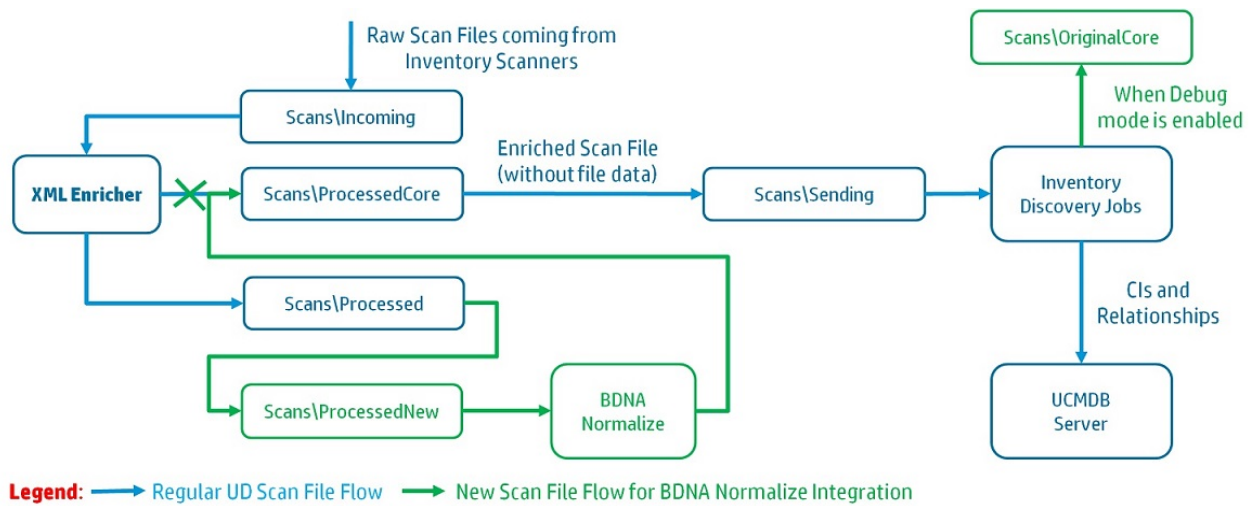 Raw Scan Files coming from
Inventory Scanners
Scans\OriginalCore
When Debug
mode is enabled
Scans\Incoming
XML Enricher
Scans\ProcessedCore
Enriched Scan File
(without file data)
Scans\Sending
Inventory
Discovery Jobs
Scans\Processed
CIs and
Relationships
Scans\ProcessedNew
BDNA
Normalize
UCMDB
Server
Legend: Regular UD Scan File Flow New Scan File Flow for BDNA Normalize Integration